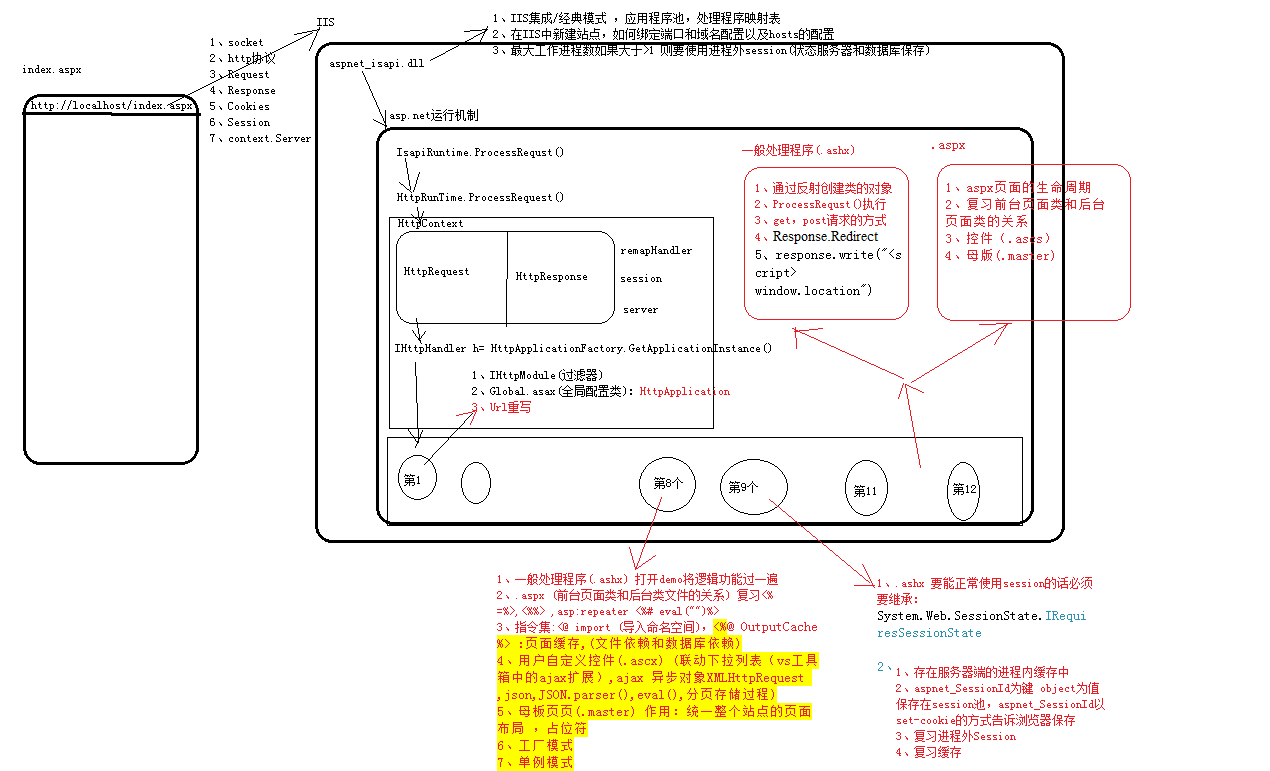 IIS
1、socket
2、http协议
3、Request
4、Response
5、Cookies
6、Session
7、context.Server
index.aspx
http://localhost/index.aspx
1、IIS集成/经典模式 ，应用程序池，处理程序映射表
2、在IIS中新建站点，如何绑定端口和域名配置以及hosts的配置
3、最大工作进程数如果大于>1 则要使用进程外session(状态服务器和数据库保存)
aspnet_isapi.dll
asp.net运行机制
IsapiRuntime.ProcessRequst()
HttpRunTime.ProcessRequest()
HttpContext
HttpRequest
HttpResponse
remapHandler
session
server
IHttpHandler h= HttpApplicationFactory.GetApplicationInstance()
1、IHttpModule(过滤器)
2、Global.asax(全局配置类): HttpApplication
3、Url重写
一般处理程序(.ashx)
1、通过反射创建类的对象
2、ProcessRequst()执行
3、get，post请求的方式
4、Response.Redirect
5、response.write("<s
cript>
window.location")
.aspx
1、aspx页面的生命周期
2、复习前台页面类和后台
页面类的关系
3、控件（.ascs）
4、母版(.master)
第1
第8个
第9个
第11
第12
1、一般处理程序(.ashx) 打开demo将逻辑功能过一遍
2、.aspx (前台页面类和后台类文件的关系) 复习<%
=%>,<%%> ,asp:repeater <%# eval("")%>
3、指令集:<@ import (导入命名空间)，<%@ OutputCache
%> :页面缓存,(文件依赖和数据库依赖)
4、用户自定义控件(.ascx) (联动下拉列表（vs工具
箱中的ajax扩展),ajax 异步对象XMLHttpRequest
,json,JSON.parser(),eval(),分页存储过程)
5、母板页页(.master) 作用: 统一整个站点的页面
布局 ，占位符
6、工厂模式
7、单例模式
1、.ashx 要能正常使用session的话必须
要继承:
System.Web.SessionState.IRequi
resSessionState
2、
1、存在服务器端的进程内缓存中
2、aspnet_SessionId为键 object为值
保存在session池，aspnet_SessionId以
set-cookie的方式告诉浏览器保存
3、复习进程外Session
4、复习缓存